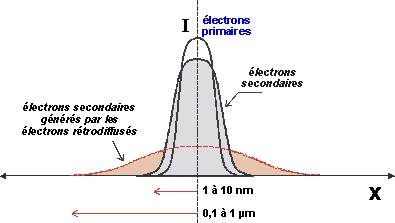 I
électrons
primaires
électrons
secondaires
électrons secondaires
générés par les
électrons rétrodiffusés
X
1 à 10 nm
0,1 à 1 µm